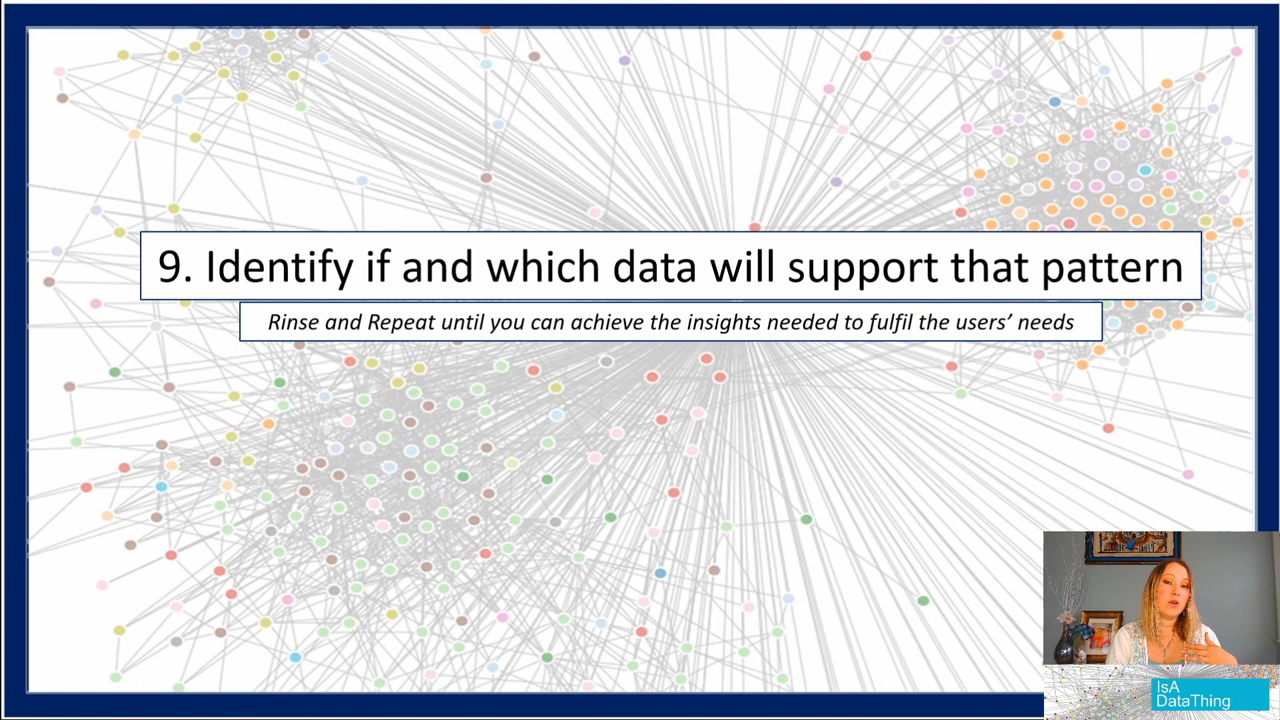 9. Identify if and which data will support that pattern
Rinse and Repeat until you can achieve the insights needed to fulfil the users’ needs
IsA
DataThing